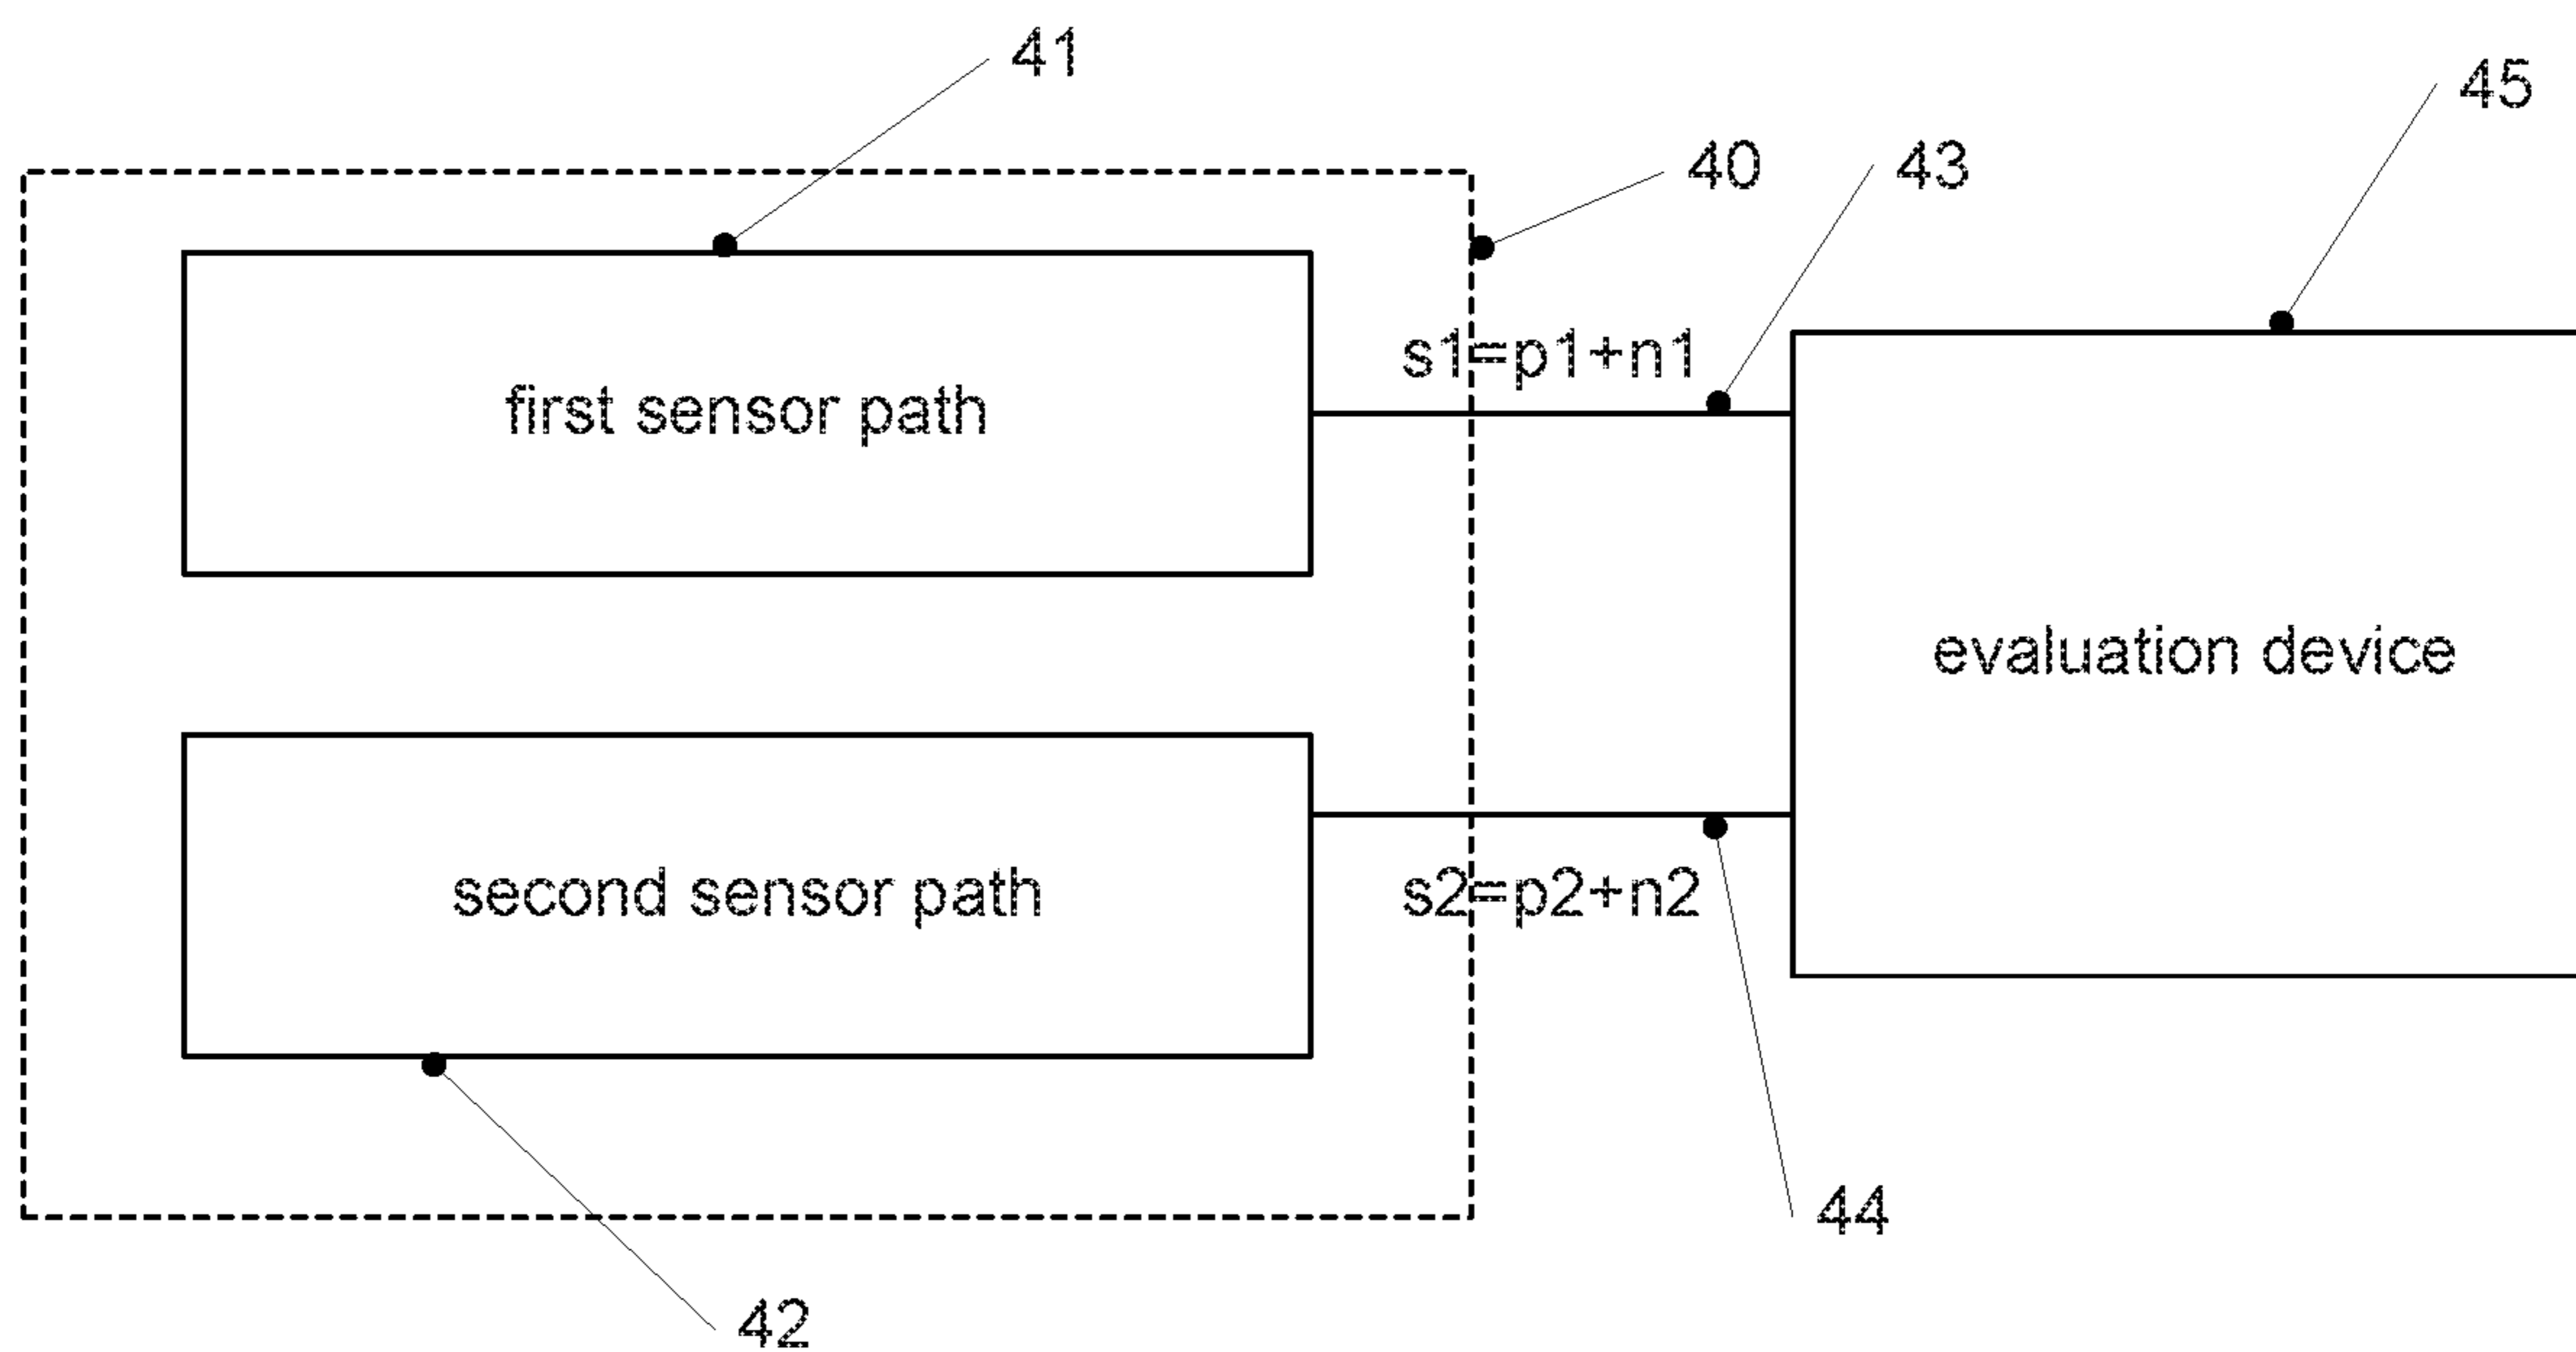 41
45
40
43
s1=p1+n1
first sensor path
evaluation device
second sensor path
s2=p2+n2
44
42